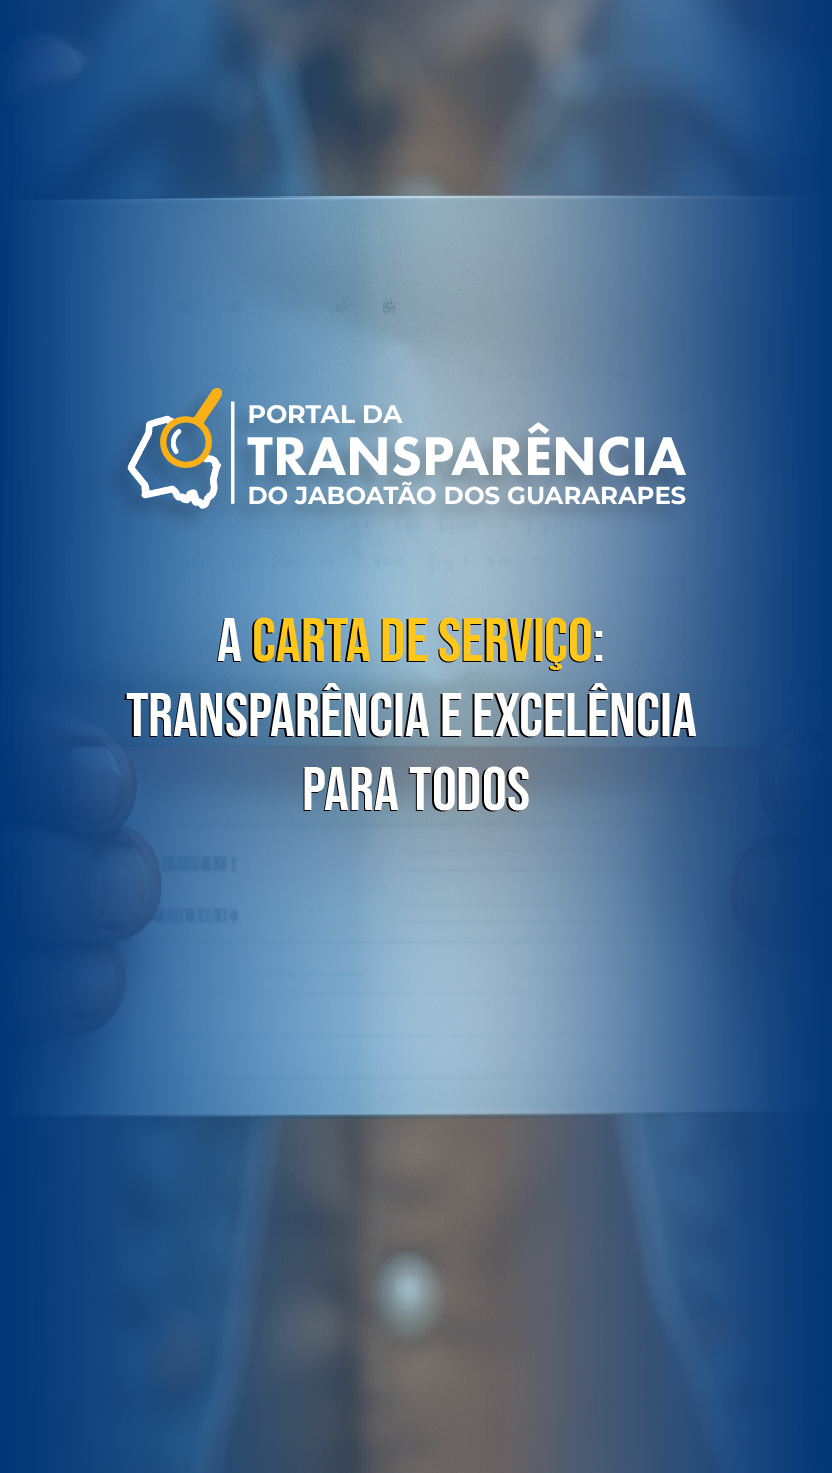 PORTAL DA
TRANSPARÊNCIA
DO JABOATÃO DOS GUARARAPES
A CARTA DE SERVIÇO:
TRANSPARÊNCIA E EXCELÊNCIA
PARA TODOS